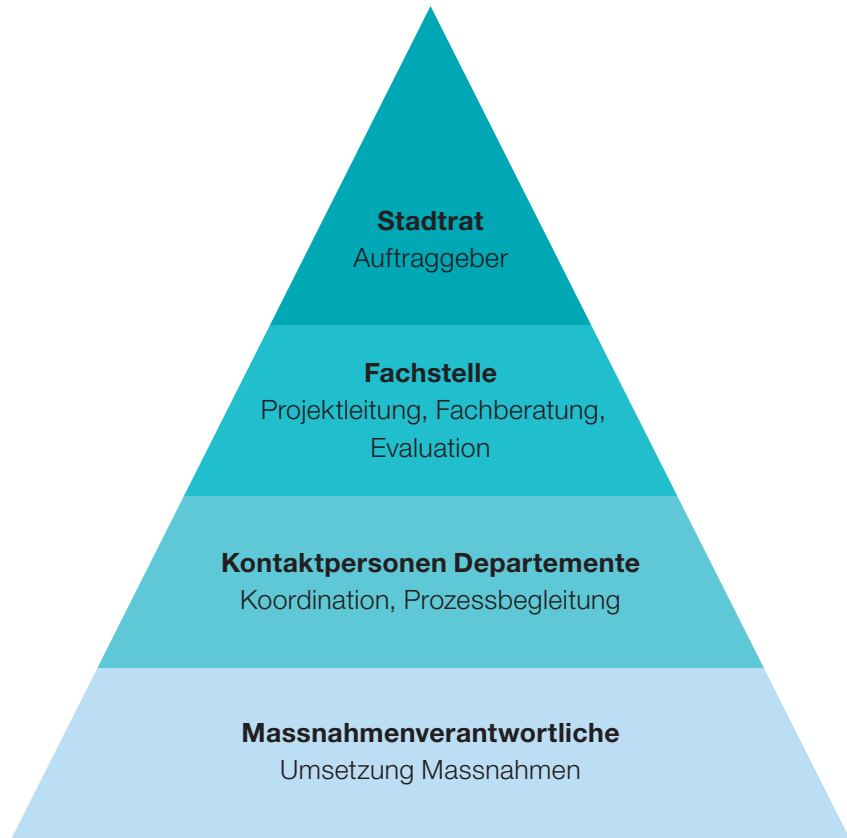 Stadtrat
Auftraggeber
Fachstelle
Projektleitung, Fachberatung,
Evaluation
Kontaktpersonen Departemente
Koordination, Prozessbegleitung
Massnahmenverantwortliche
Umsetzung Massnahmen